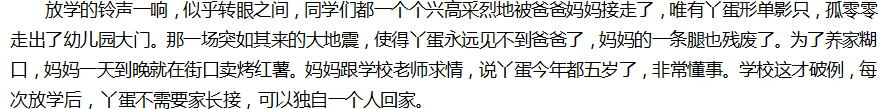 放学的铃声一响，似乎转眼之间，同学们都一个个兴高采烈地被爸爸妈妈接走了，唯有丫蛋形单影只，孤零零
走出了幼儿园大门。那一场突如其来的大地震，使得丫蛋永远见不到爸爸了，妈妈的一条腿也残废了。为了养家糊
口，妈妈一天到晚就在街口卖烤红薯。妈妈跟学校老师求情，说丫蛋今年都五岁了，非常懂事。学校这才破例，每
次放学后，丫蛋不需要家长接，可以独自一个人回家。